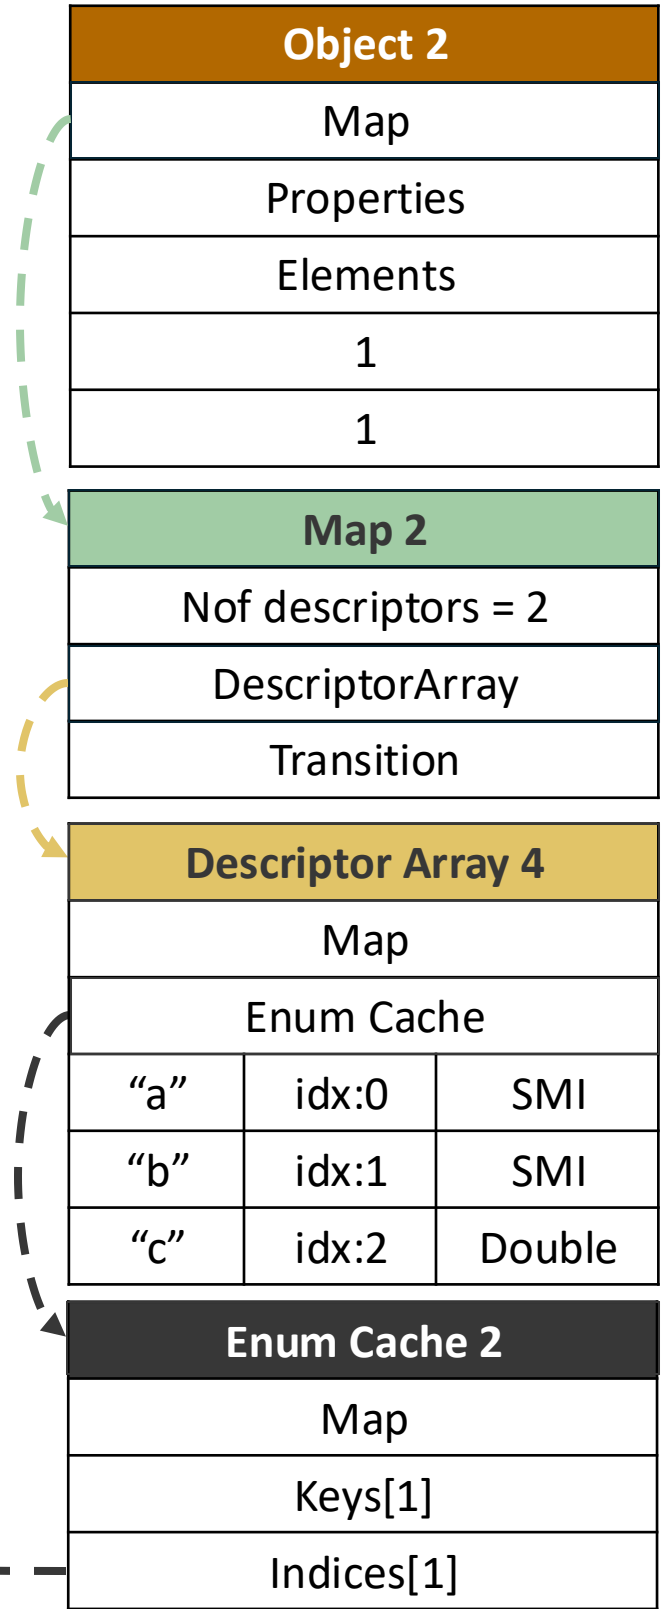 Object 2
Map
Properties
Elements
1
1
Map 2
Nof descriptors = 2
DescriptorArray
Transition
Descriptor Array 4
Map
Enum Cache
“a” idx:0 SMI
“b” idx:1 SMI
“c” idx:2 Double
Enum Cache 2
Map
Keys[1]
Indices[1]